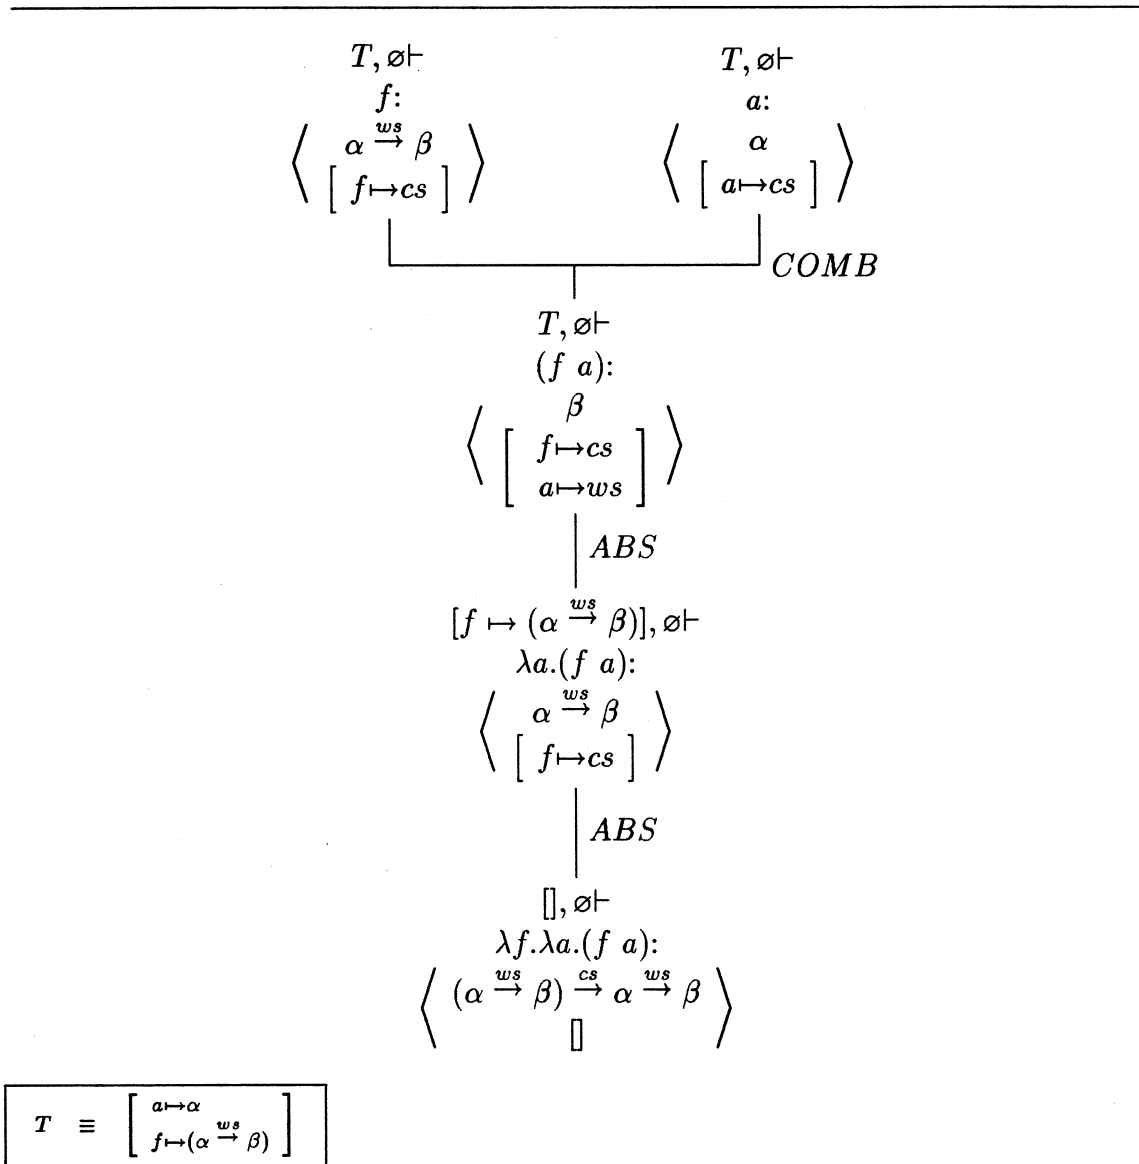 T, ∅⊢ T, ∅⊢
f: a:
⟨ α →^{ws} β ⟩ ⟨ α ⟩
[ f↦cs ] [ a↦cs ]
COMB
T, ∅⊢
(f a):
β
[ f↦cs
a↦ws ]
ABS
[f ↦ (α →^{ws} β)], ∅⊢
λa.(f a):
⟨ α →^{ws} β ⟩
[ f↦cs ]
ABS
[], ∅⊢
λf.λa.(f a):
⟨ (α →^{ws} β) →^{cs} α →^{ws} β ⟩
[]
T ≡ [ a↦α
f↦(α →^{ws} β) ]